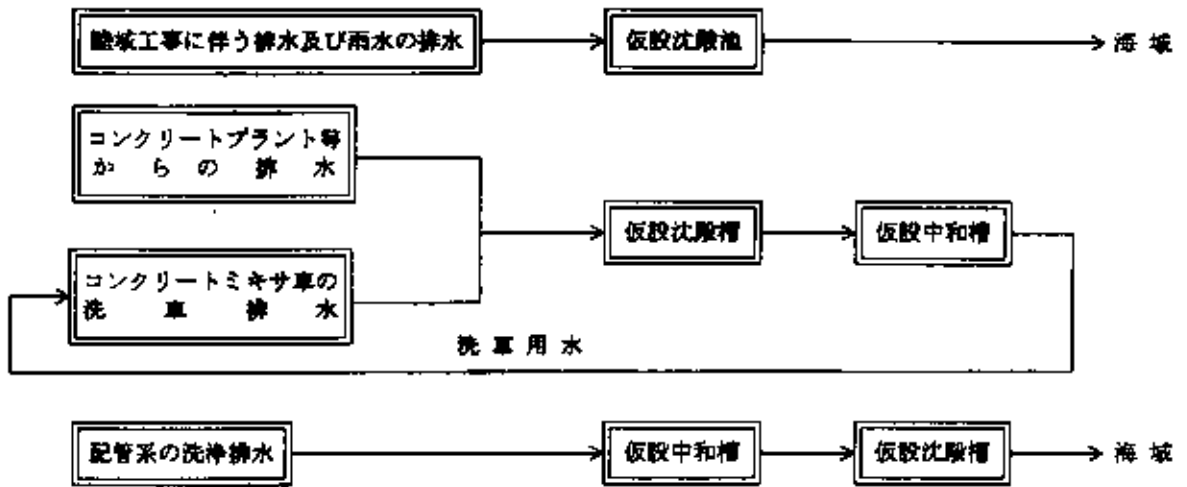 陸域工事に伴う排水及び雨水の排水
仮設沈殿池
海域
コンクリートプラント等
からの排水
仮設沈殿槽
仮設中和槽
コンクリートミキサ車の
洗車排水
洗車用水
配管系の洗浄排水
仮設中和槽
仮設沈殿槽
海域